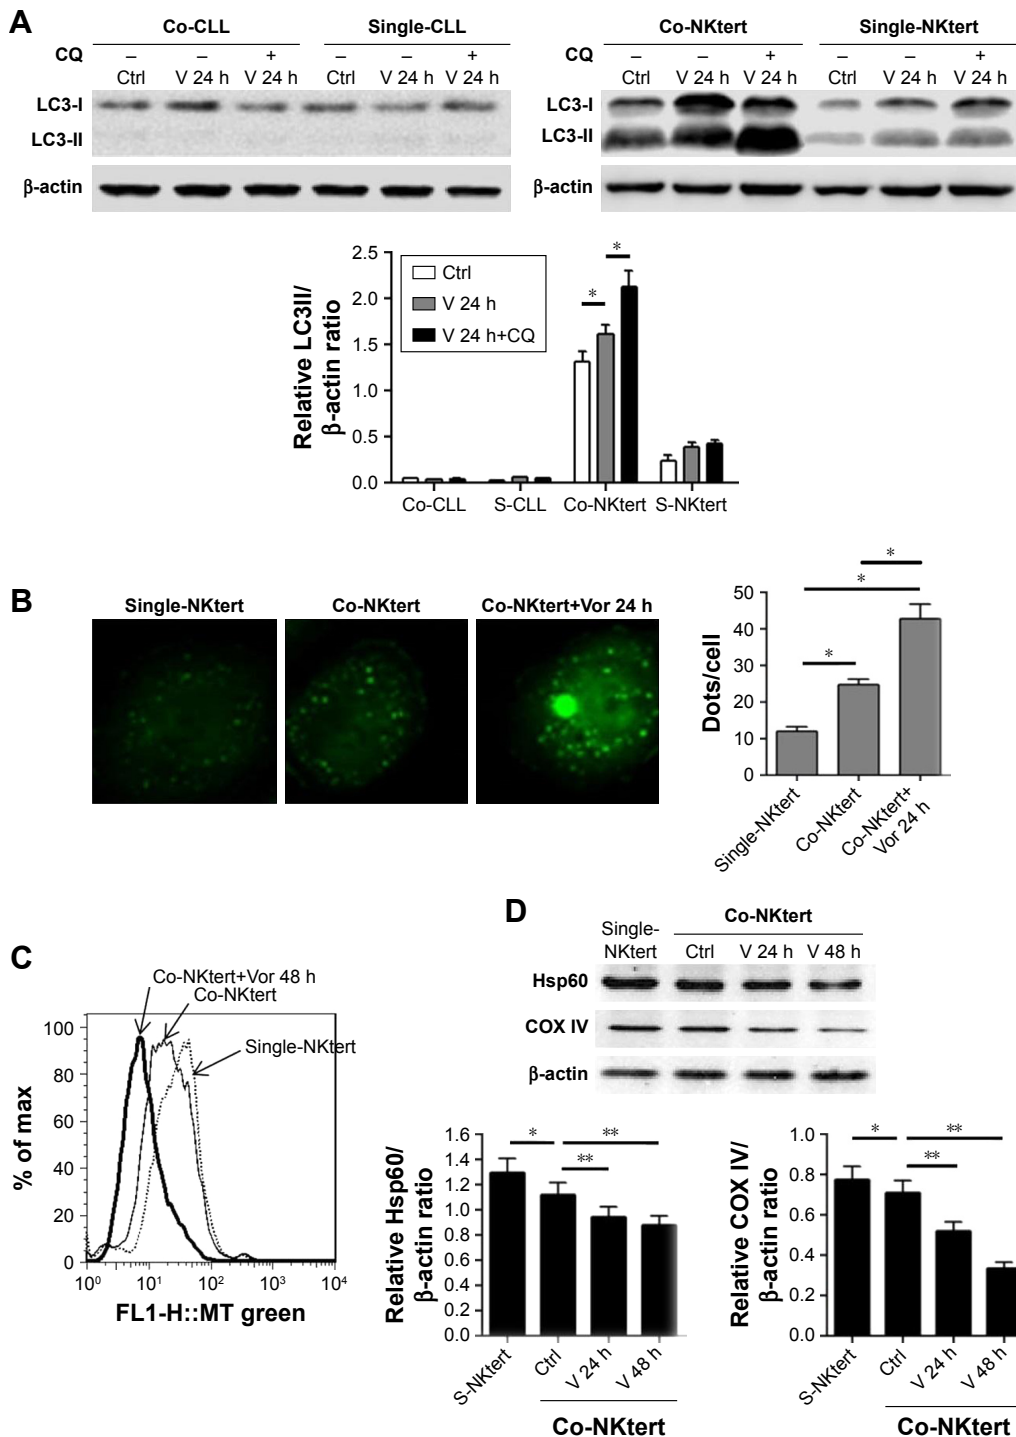 A
Co-CLL Single-CLL Co-NKtert Single-NKtert
CQ – – + – – + CQ – – + – – +
Ctrl V 24 h V 24 h Ctrl V 24 h V 24 h Ctrl V 24 h V 24 h Ctrl V 24 h V 24 h
LC3-I LC3-I
LC3-II LC3-II
β-actin β-actin
Relative LC3II/
β-actin ratio
2.5
2.0
1.5
1.0
0.5
0.0
Ctrl
V 24 h
V 24 h+CQ
* *
Co-CLL S-CLL Co-NKtert S-NKtert
B
Single-NKtert Co-NKtert Co-NKtert+Vor 24 h
Dots/cell
50
40
30
20
10
0
* * *
Single-NKtert
Co-NKtert
Co-NKtert+
Vor 24 h
C
Co-NKtert+Vor 48 h
Co-NKtert
Single-NKtert
% of max
100
80
60
40
20
0
10⁰ 10¹ 10² 10³ 10⁴
FL1-H::MT green
D
Single-
NKtert
Co-NKtert
Ctrl V 24 h V 48 h
Hsp60
COX IV
β-actin
Relative Hsp60/
β-actin ratio
1.6
1.4
1.2
1.0
0.8
0.6
0.4
0.2
0.0
* ** **
S-NKtert
Ctrl
V 24 h
V 48 h
Co-NKtert
Relative COX IV/
β-actin ratio
1.0
0.8
0.6
0.4
0.2
0.0
* ** **
S-NKtert
Ctrl
V 24 h
V 48 h
Co-NKtert